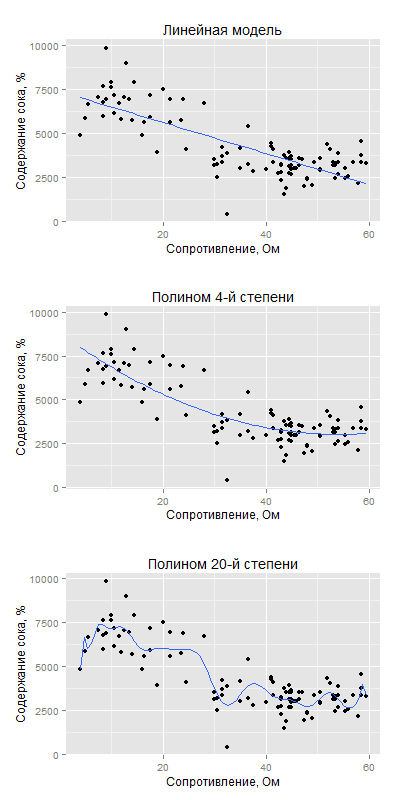 Линейная модель
10000
7500
5000
2500
0
20
40
60
Содержание сока, %
Сопротивление, Ом
Полином 4-й степени
10000
7500
5000
2500
0
20
40
60
Содержание сока, %
Сопротивление, Ом
Полином 20-й степени
10000
7500
5000
2500
0
20
40
60
Содержание сока, %
Сопротивление, Ом